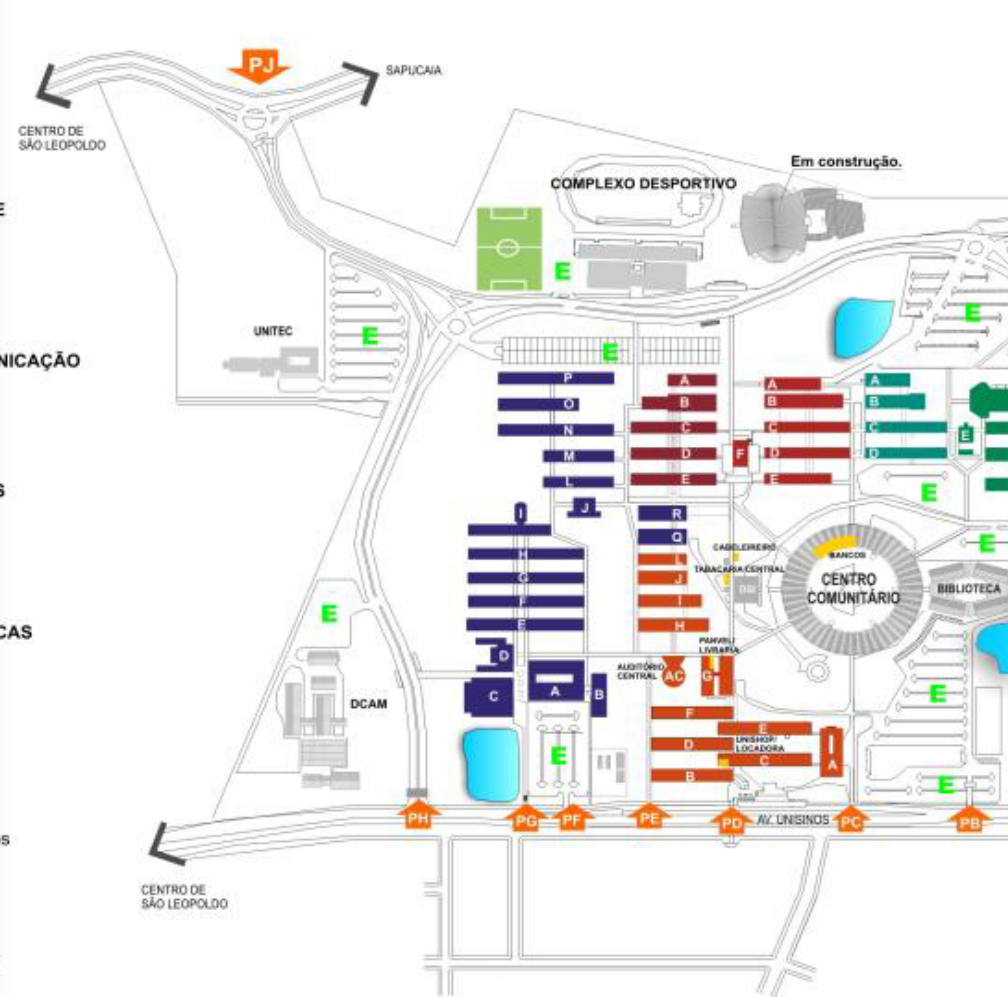 PJ
SAPUCAIA
CENTRO DE
SÃO LEOPOLDO
Em construção.
COMPLEXO DESPORTIVO
E
E
E
UNITEC
E
E
NICAÇÃO
P
A
A
A
O
B
B
B
N
C
C
C
E
M
D
F
D
D
L
E
E
E
S
I
J
R
Q
CABELEIREIRO
BANCOS
E
H
L
TABACARIA/CENTRAL
G
J
DSI
CENTRO
COMUNITÁRIO
BIBLIOTECA
F
I
E
E
H
CAS
PANVEL/
LIVRARIA
D
AUDITÓRIO
CENTRAL
AC
G
C
A
B
E
DCAM
F
E
D
UNISHOP/
LOCADORA
E
C
A
B
E
PH
PG
PF
PE
PD
AV. UNISINOS
PC
PB
OS
CENTRO DE
SÃO LEOPOLDO